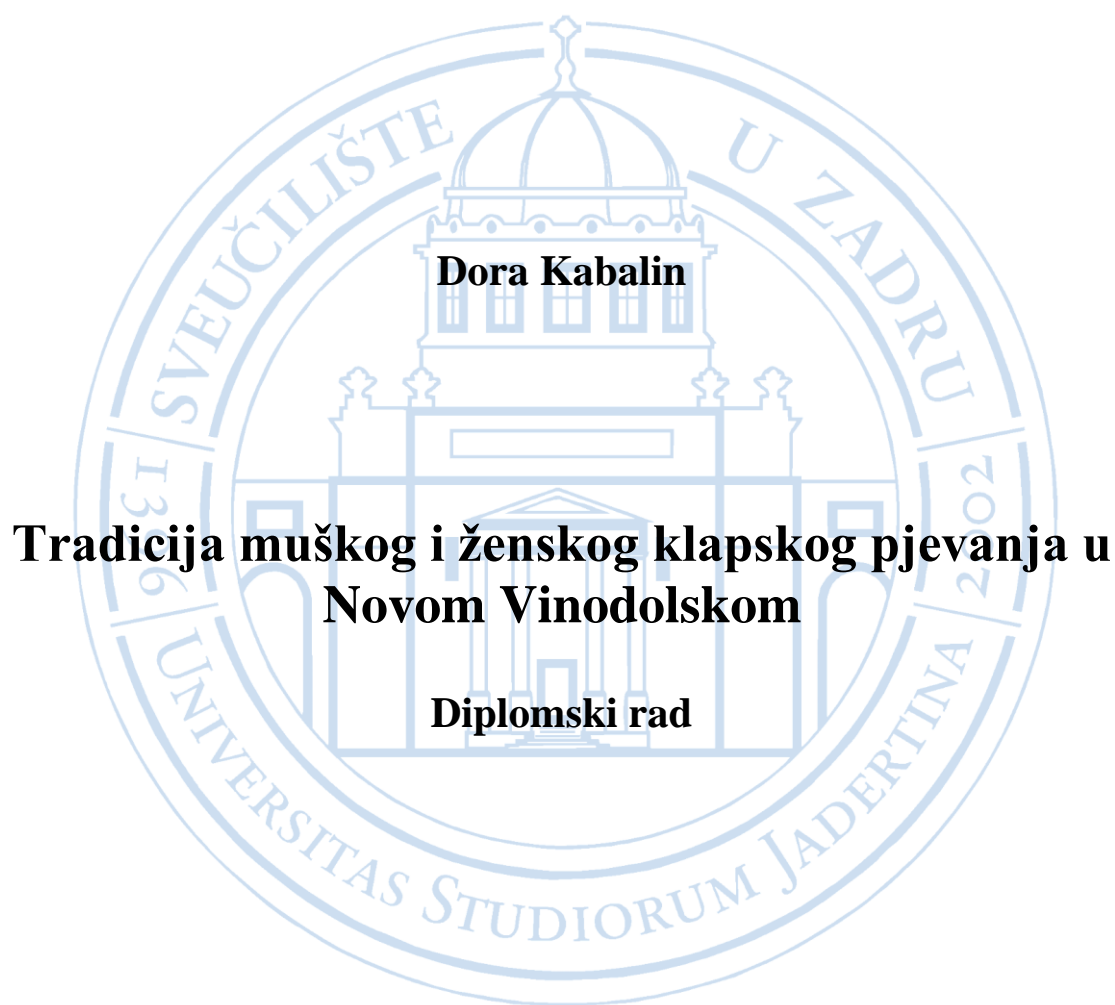 SVEUČILIŠTE U ZADRU
1396
2002
UNIVERSITAS STUDIORUM JADERTINA
Dora Kabalin
Tradicija muškog i ženskog klapskog pjevanja u
Novom Vinodolskom
Diplomski rad